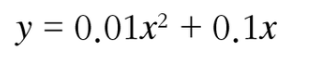 y = 0.01x² + 0.1x